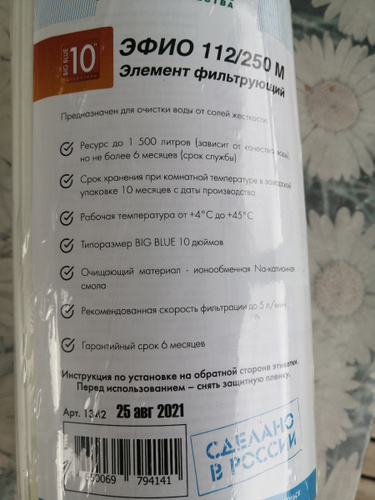 СТВА
BIG BLUE 10"
ЭФИО 112/250 М
Элемент фильтрующий
Предназначен для очистки воды от солей жесткости
Ресурс до 1 500 литров (зависит от качества воды),
но не более 6 месяцев (срок службы)
Срок хранения при комнатной температуре в заводской
упаковке 10 месяцев с даты производства
Рабочая температура от +4°С до +45°С
Типоразмер BIG BLUE 10 дюймов
Очищающий материал - ионообменная Na-катионная
смола
Рекомендованная скорость фильтрации до 5 л/мин
Гарантийный срок 6 месяцев
Инструкция по установке на обратной стороне этикетки.
Перед использованием – снять защитную пленку.
Арт. 1342 25 авг 2021
СДЕЛАНО
В РОССИИ
794141